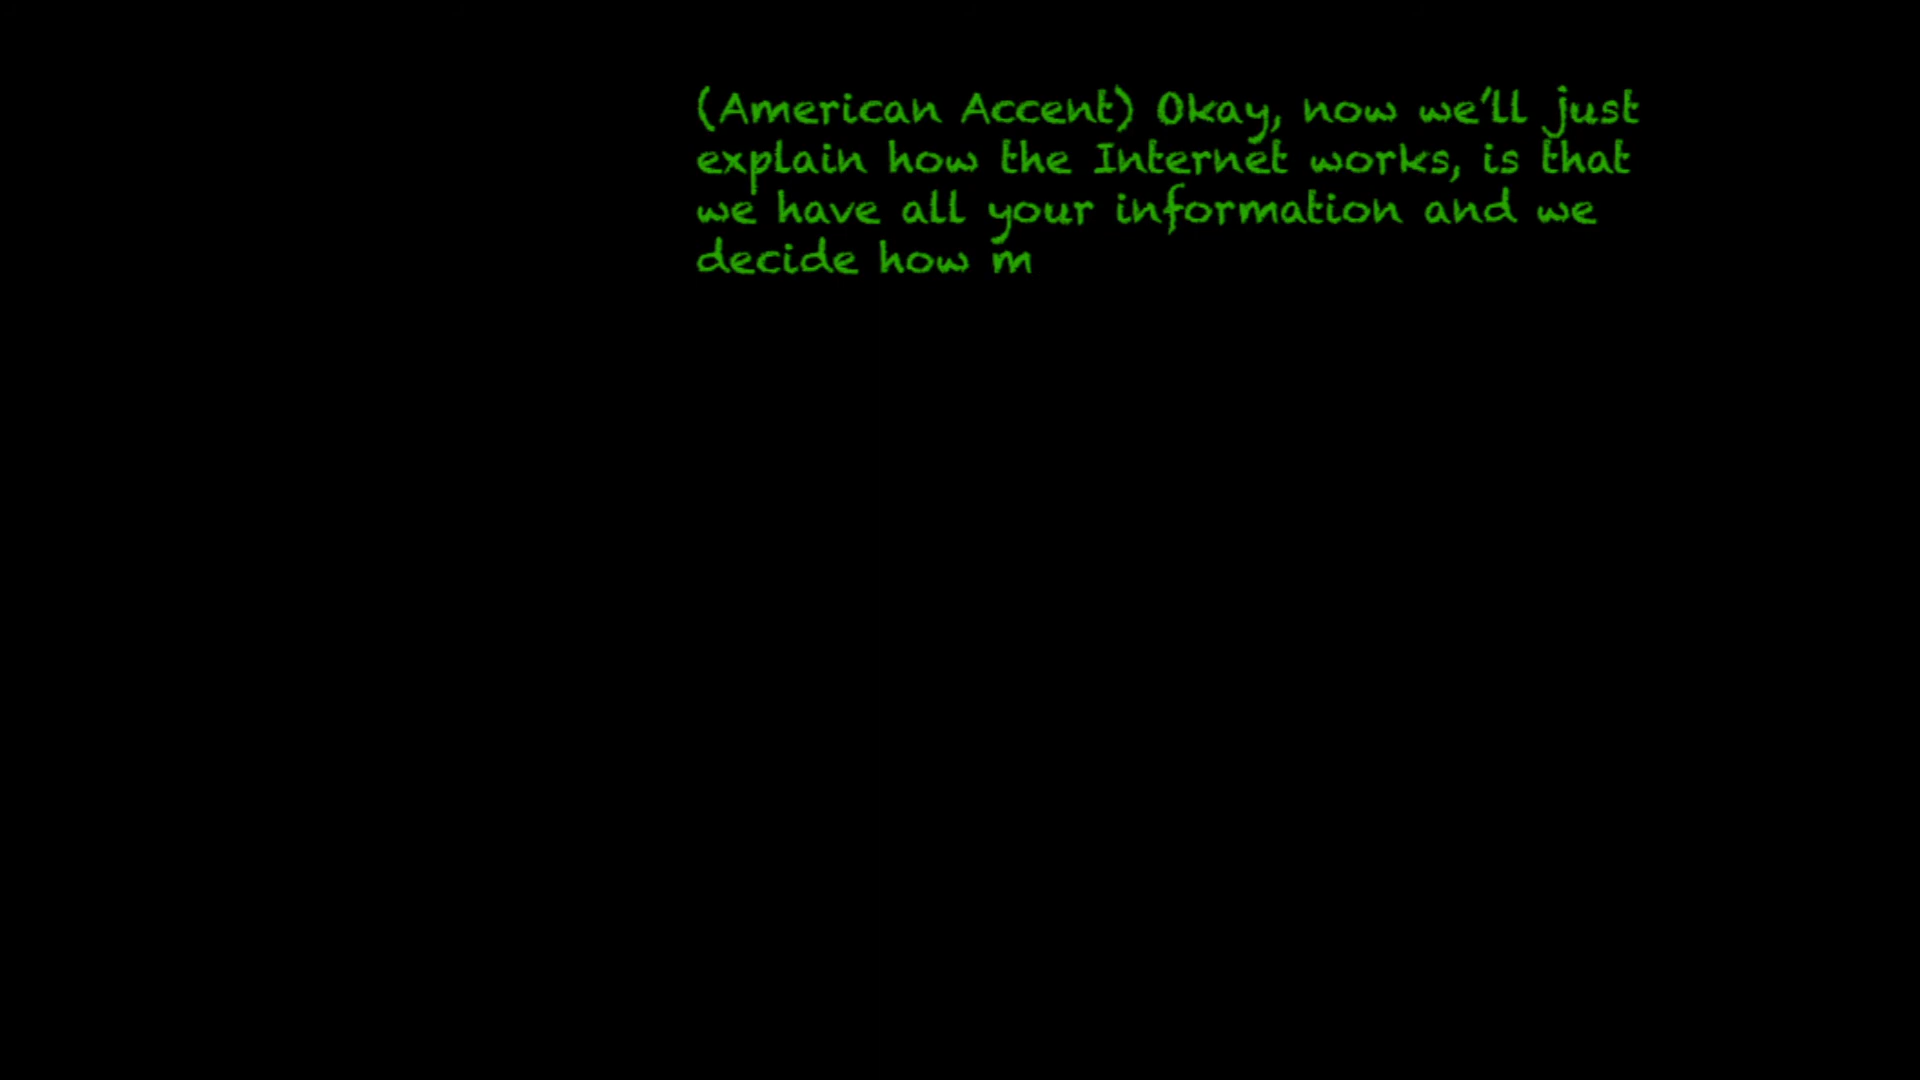 (American Accent) Okay, now we'll just
explain how the Internet works, is that
we have all your information and we
decide how m